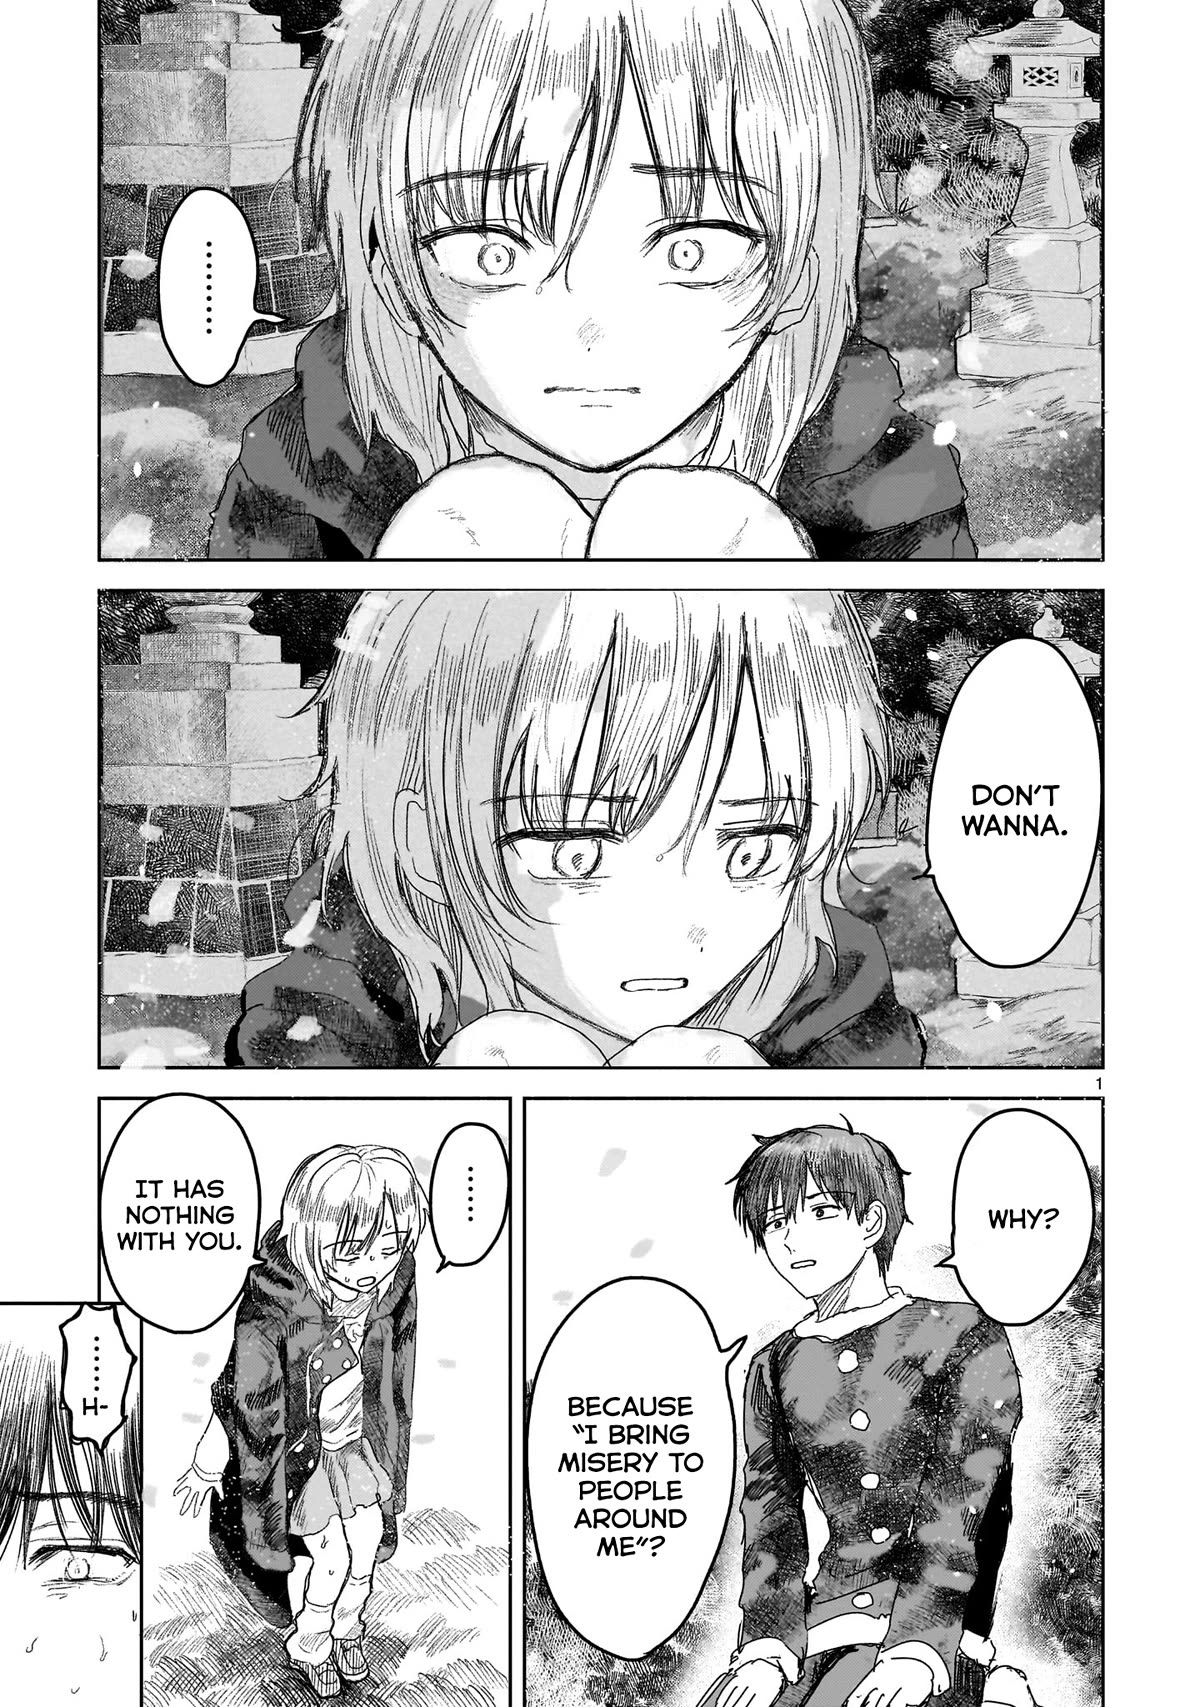 ………
DON'T
WANNA.
1
WHY?
BECAUSE
"I BRING
MISERY TO
PEOPLE
AROUND
ME"?
……
IT HAS
NOTHING
WITH YOU.
………
H-